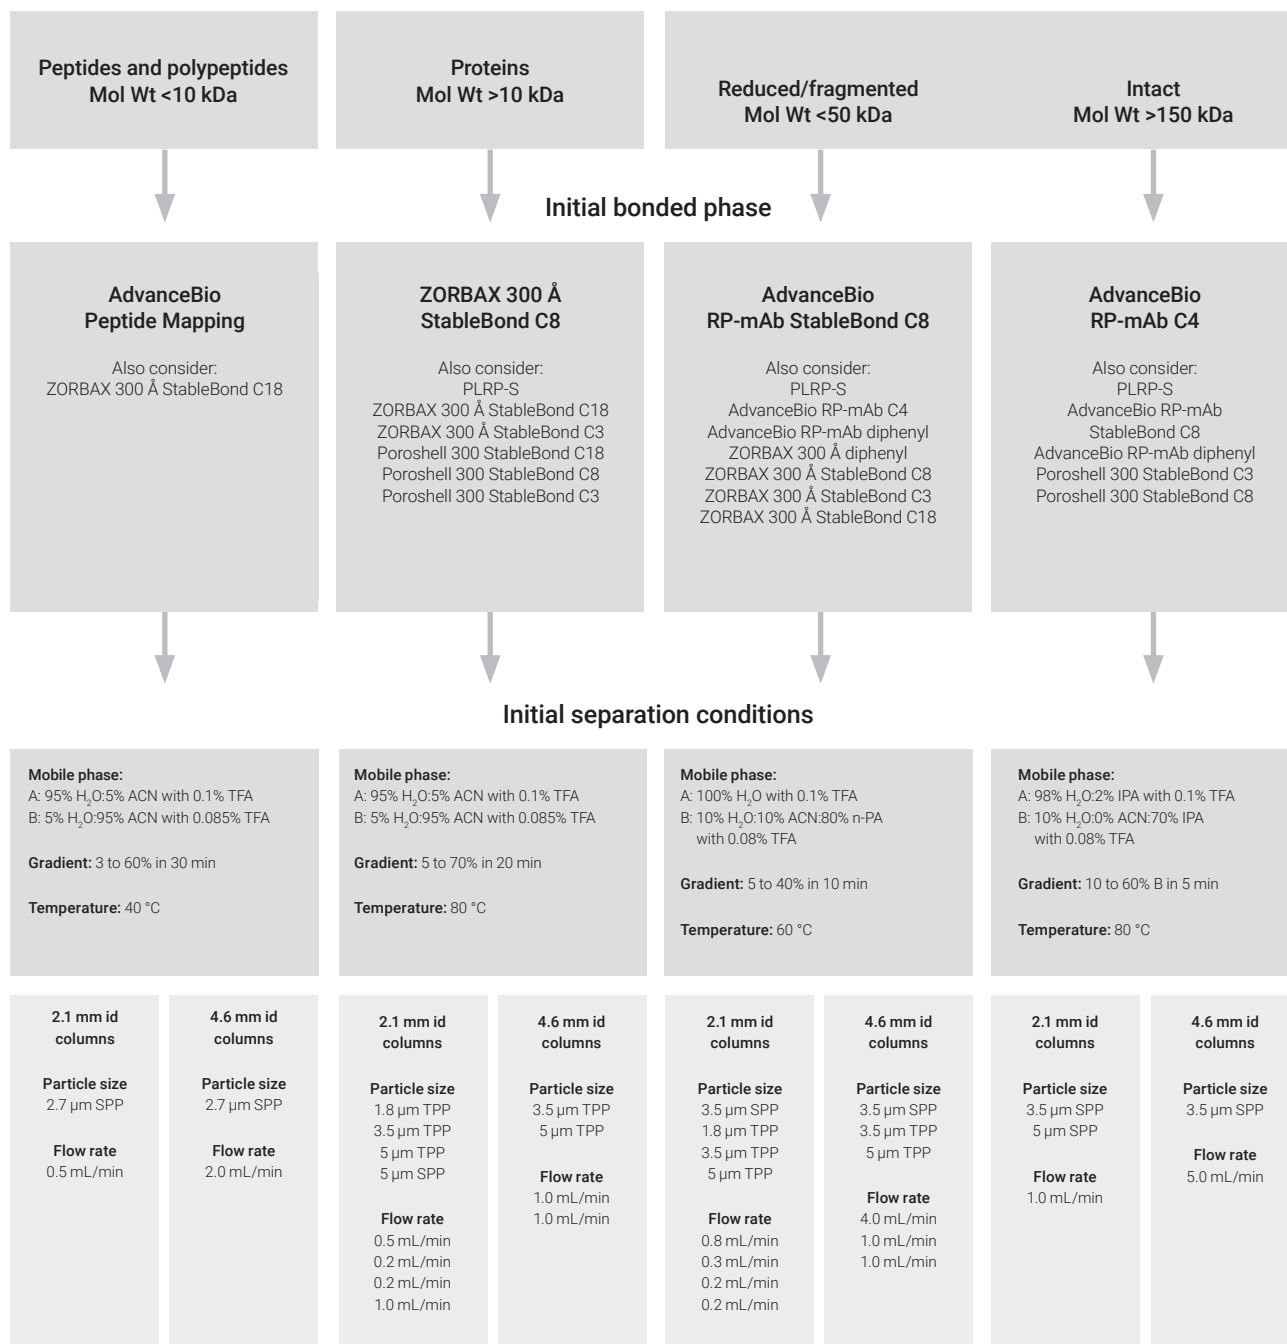 Peptides and polypeptides
Mol Wt <10 kDa
Proteins
Mol Wt >10 kDa
Reduced/fragmented
Mol Wt <50 kDa
Intact
Mol Wt >150 kDa
Initial bonded phase
AdvanceBio
Peptide Mapping
Also consider:
ZORBAX 300 Å StableBond C18
ZORBAX 300 Å
StableBond C8
Also consider:
PLRP-S
ZORBAX 300 Å StableBond C18
ZORBAX 300 Å StableBond C3
Poroshell 300 StableBond C18
Poroshell 300 StableBond C8
Poroshell 300 StableBond C3
AdvanceBio
RP-mAb StableBond C8
Also consider:
PLRP-S
AdvanceBio RP-mAb C4
AdvanceBio RP-mAb diphenyl
ZORBAX 300 Å diphenyl
ZORBAX 300 Å StableBond C8
ZORBAX 300 Å StableBond C3
ZORBAX 300 Å StableBond C18
AdvanceBio
RP-mAb C4
Also consider:
PLRP-S
AdvanceBio RP-mAb
StableBond C8
AdvanceBio RP-mAb diphenyl
Poroshell 300 StableBond C3
Poroshell 300 StableBond C8
Initial separation conditions
Mobile phase:
A: 95% H₂O:5% ACN with 0.1% TFA
B: 5% H₂O:95% ACN with 0.085% TFA
Gradient: 3 to 60% in 30 min
Temperature: 40 °C
Mobile phase:
A: 95% H₂O:5% ACN with 0.1% TFA
B: 5% H₂O:95% ACN with 0.085% TFA
Gradient: 5 to 70% in 20 min
Temperature: 80 °C
Mobile phase:
A: 100% H₂O with 0.1% TFA
B: 10% H₂O:10% ACN:80% n-PA
with 0.08% TFA
Gradient: 5 to 40% in 10 min
Temperature: 60 °C
Mobile phase:
A: 98% H₂O:2% IPA with 0.1% TFA
B: 10% H₂O:0% ACN:70% IPA
with 0.08% TFA
Gradient: 10 to 60% B in 5 min
Temperature: 80 °C
2.1 mm id
columns
Particle size
2.7 µm SPP
Flow rate
0.5 mL/min
4.6 mm id
columns
Particle size
2.7 µm SPP
Flow rate
2.0 mL/min
2.1 mm id
columns
Particle size
1.8 µm TPP
3.5 µm TPP
5 µm TPP
5 µm SPP
Flow rate
0.5 mL/min
0.2 mL/min
0.2 mL/min
1.0 mL/min
4.6 mm id
columns
Particle size
3.5 µm TPP
5 µm TPP
Flow rate
1.0 mL/min
1.0 mL/min
2.1 mm id
columns
Particle size
3.5 µm SPP
1.8 µm TPP
3.5 µm TPP
5 µm TPP
Flow rate
0.8 mL/min
0.3 mL/min
0.2 mL/min
0.2 mL/min
4.6 mm id
columns
Particle size
3.5 µm SPP
3.5 µm TPP
5 µm TPP
Flow rate
4.0 mL/min
1.0 mL/min
1.0 mL/min
2.1 mm id
columns
Particle size
3.5 µm SPP
5 µm SPP
Flow rate
1.0 mL/min
4.6 mm id
columns
Particle size
3.5 µm SPP
Flow rate
5.0 mL/min